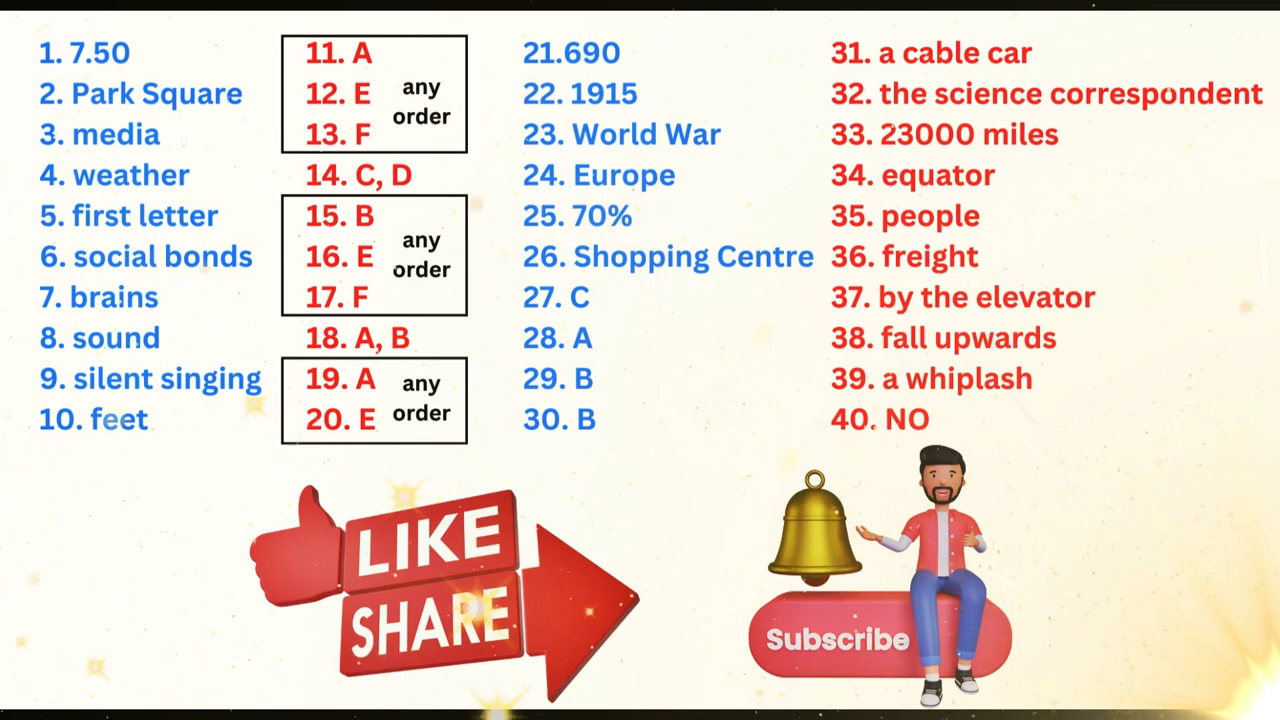 1. 7.50
2. Park Square
3. media
4. weather
5. first letter
6. social bonds
7. brains
8. sound
9. silent singing
10. feet
11. A
12. E
13. F
any
order
14. C, D
15. B
16. E
17. F
any
order
18. A, B
19. A
20. E
any
order
21.690
22. 1915
23. World War
24. Europe
25. 70%
26. Shopping Centre
27. C
28. A
29. B
30. B
31. a cable car
32. the science correspondent
33. 23000 miles
34. equator
35. people
36. freight
37. by the elevator
38. fall upwards
39. a whiplash
40. NO
LIKE
SHARE
Subscribe